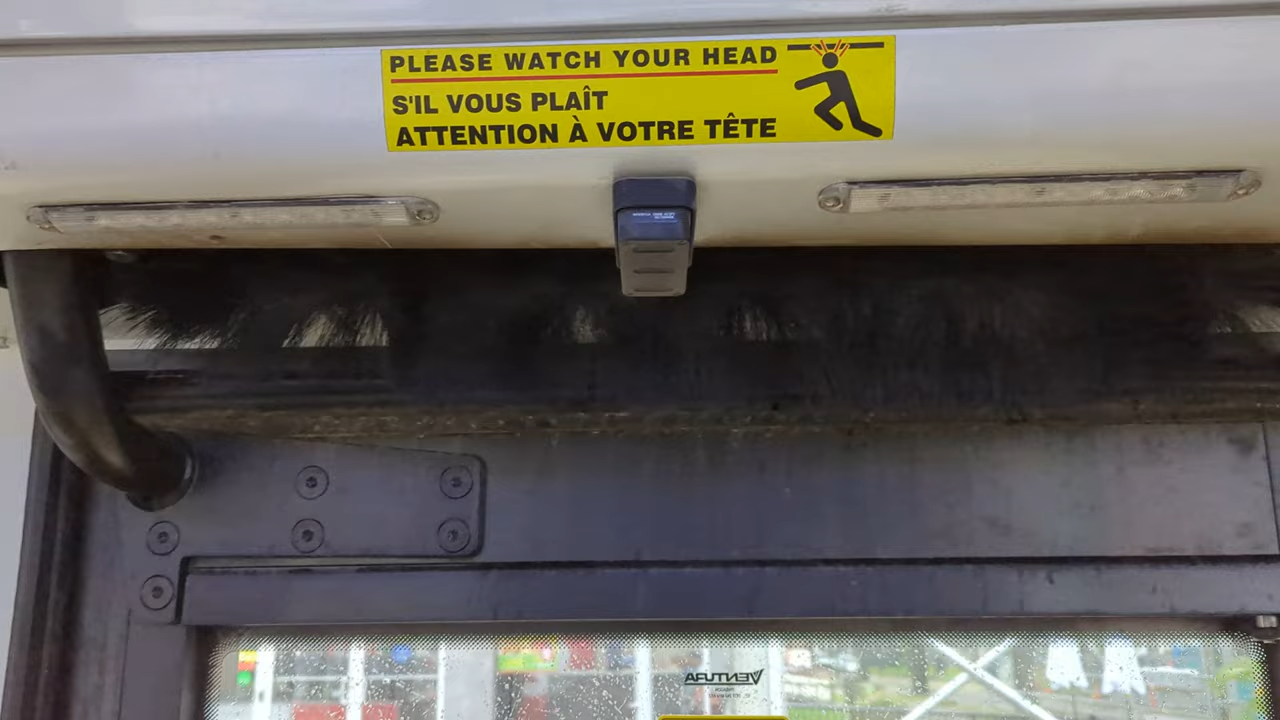 PLEASE WATCH YOUR HEAD
S'IL VOUS PLAÎT
ATTENTION À VOTRE TÊTE
VENTURA